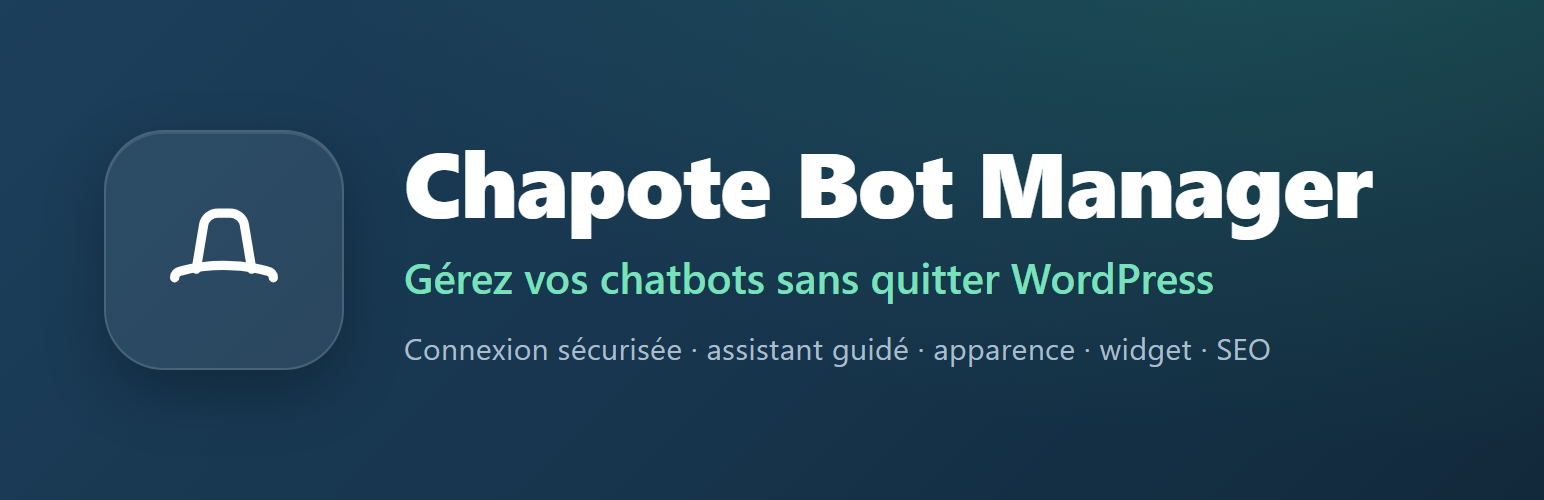 Chapote Bot Manager
Gérez vos chatbots sans quitter WordPress
Connexion sécurisée · assistant guidé · apparence · widget · SEO